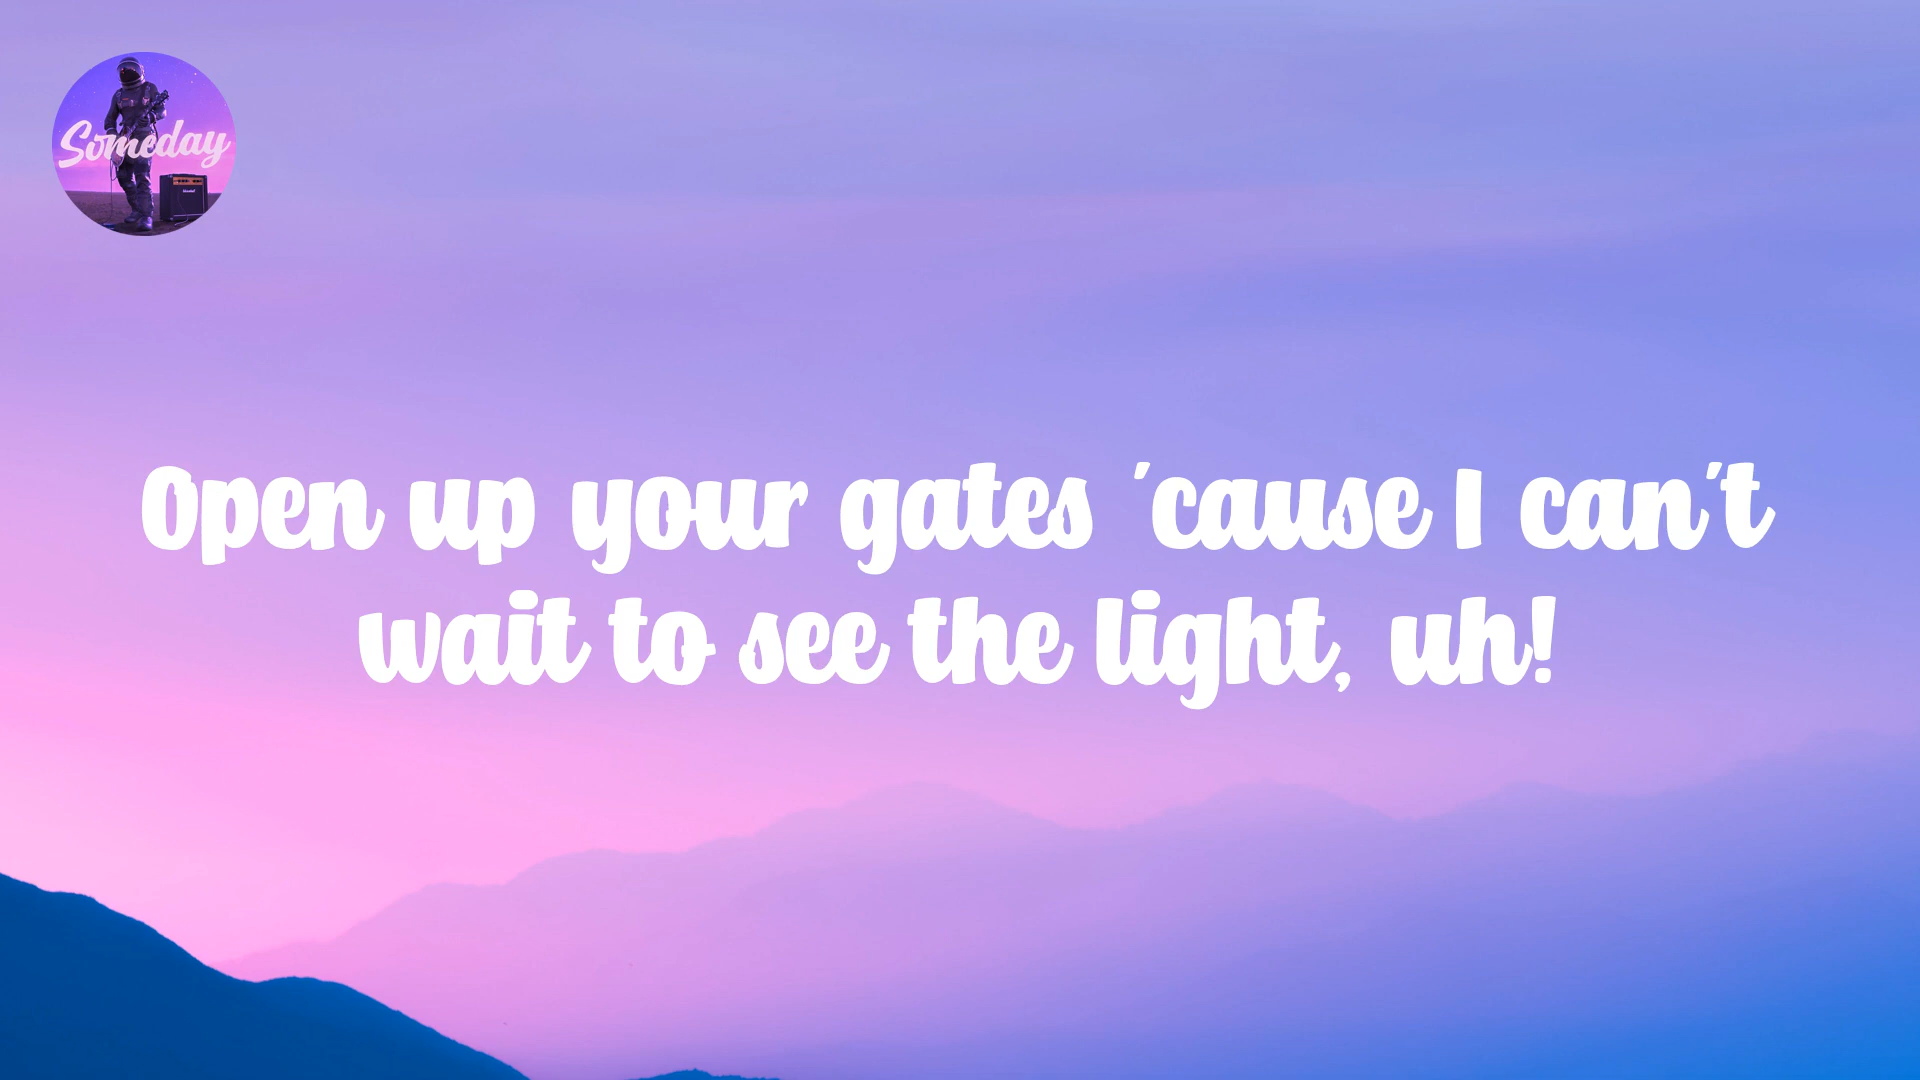 Someday
Open up your gates 'cause I can't
wait to see the light, uh!